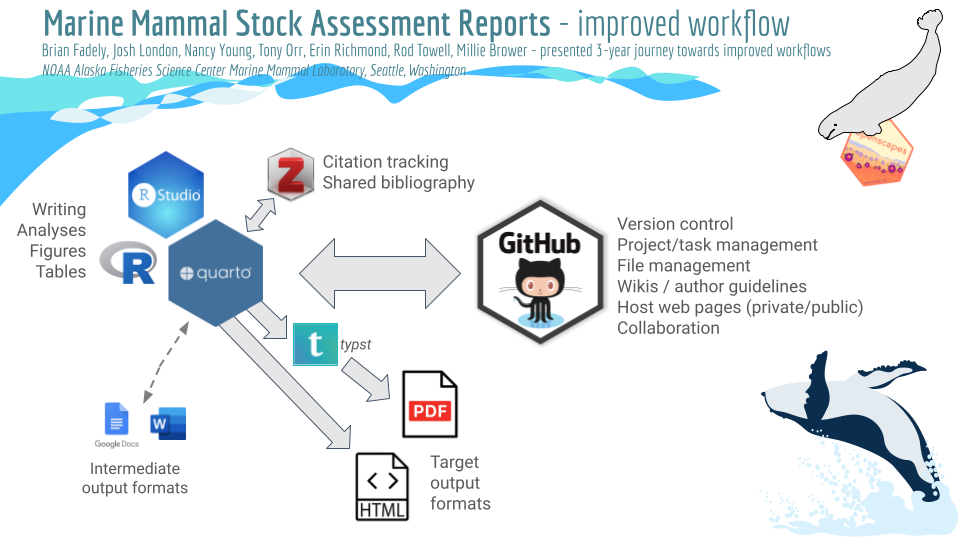 Marine Mammal Stock Assessment Reports - improved workflow
Brian Fadely, Josh London, Nancy Young, Tony Orr, Erin Richmond, Rod Towell, Millie Brower - presented 3-year journey towards improved workflows
NOAA Alaska Fisheries Science Center Marine Mammal Laboratory, Seattle, Washington
openscapes
Z
Citation tracking
Shared bibliography
R Studio
Writing
Analyses
Figures
Tables
R
quarto
GitHub
Version control
Project/task management
File management
Wikis / author guidelines
Host web pages (private/public)
Collaboration
t
typst
PDF
Google Docs
W
Intermediate
output formats
HTML
Target
output
formats